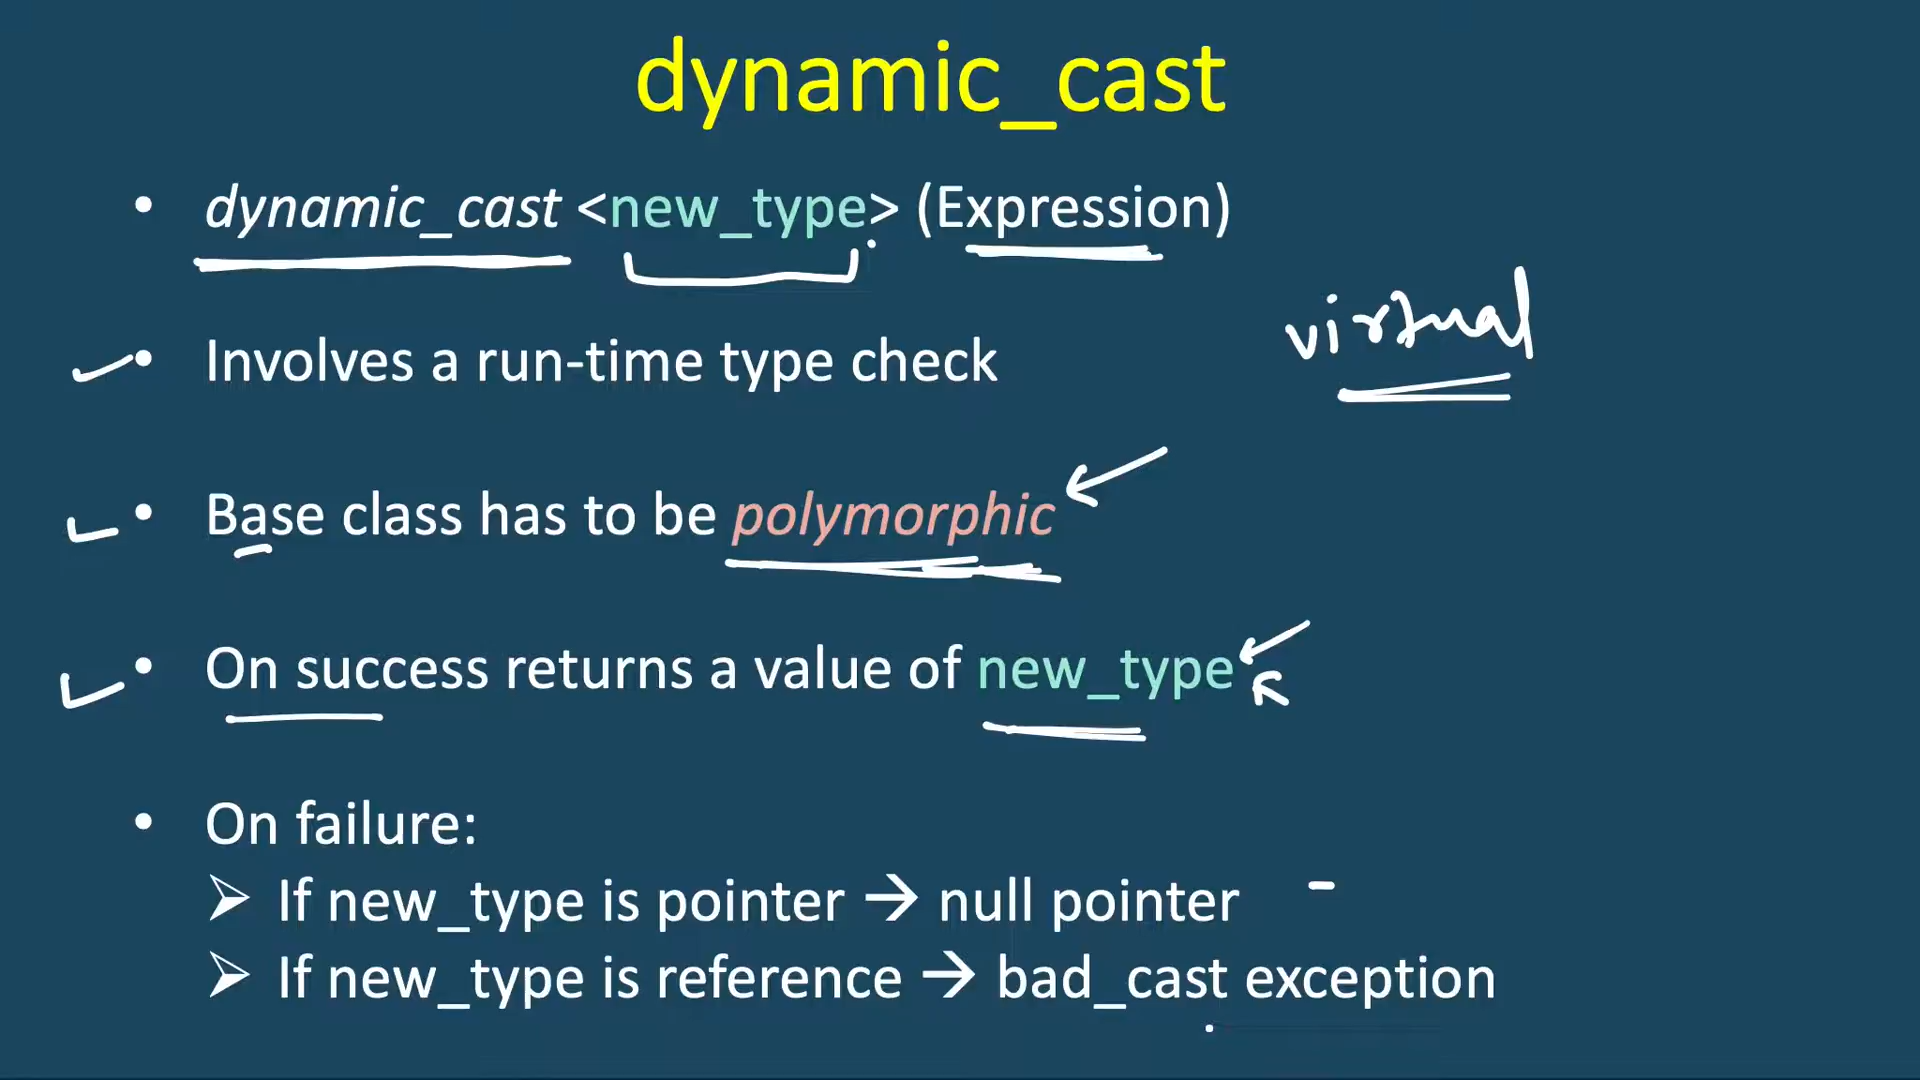 dynamic_cast
• dynamic_cast <new_type> (Expression)
virtual
• Involves a run-time type check
• Base class has to be polymorphic
• On success returns a value of new_type
• On failure:
➢ If new_type is pointer → null pointer
➢ If new_type is reference → bad_cast exception